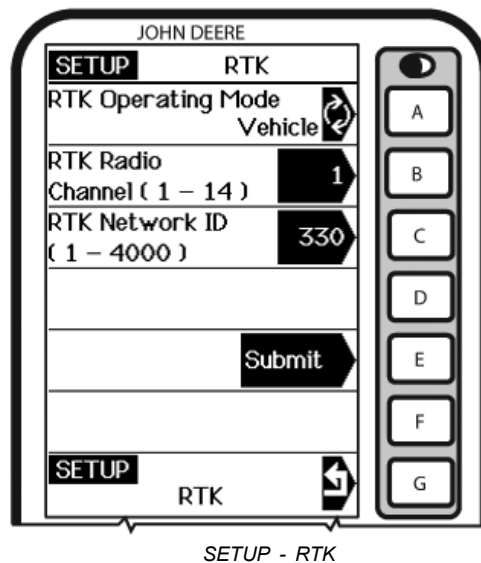 JOHN DEERE
SETUP RTK
RTK Operating Mode
Vehicle
A
RTK Radio
Channel ( 1 – 14 )
1
B
RTK Network ID
( 1 – 4000 )
330
C
D
Submit
E
F
SETUP
RTK
G
SETUP - RTK